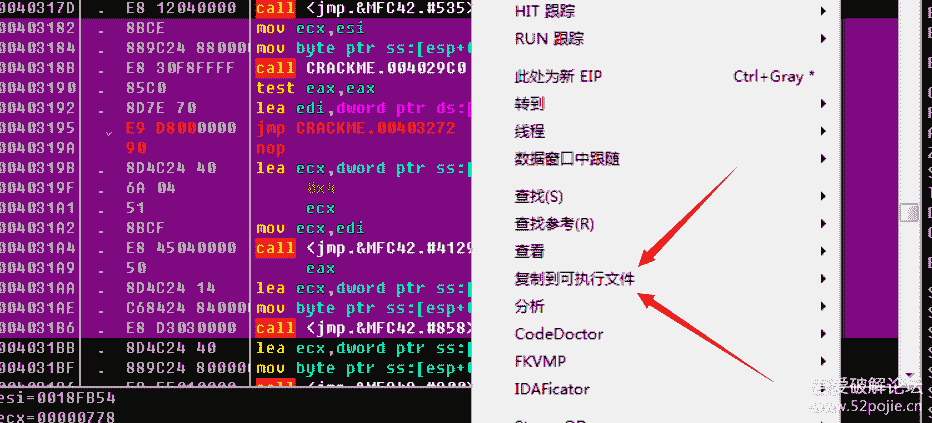 0040317D . E8 12040000 call <jmp.&MFC42.#535>
00403182 . 8BCE mov ecx,esi
00403184 . 889C24 88000 mov byte ptr ss:[esp+
0040318B . E8 30F8FFFF call CRACKME.004029C0
00403190 . 85C0 test eax,eax
00403192 . 8D7E 70 lea edi,dword ptr ds:[
00403195 E9 D8000000 jmp CRACKME.00403272
0040319A 90 nop
0040319B . 8D4C24 40 lea ecx,dword ptr ss:[
0040319F . 6A 04 0x4
004031A1 . 51 ecx
004031A2 . 8BCF mov ecx,edi
004031A4 . E8 45040000 call <jmp.&MFC42.#4129
004031A9 . 50 eax
004031AA . 8D4C24 14 lea ecx,dword ptr ss:[
004031AE . C68424 84000 mov byte ptr ss:[esp+
004031B6 . E8 D3030000 call <jmp.&MFC42.#858>
004031BB . 8D4C24 40 lea ecx,dword ptr ss:[
004031BF . 889C24 80000 mov byte ptr ss:[esp+
esi=0018FB54
ecx=00000778
HIT 跟踪
RUN 跟踪
此处为新 EIP Ctrl+Gray *
转到
线程
数据窗口中跟随
查找(S)
查找参考(R)
查看
复制到可执行文件
分析
CodeDoctor
FKVMP
IDAFicator
吾爱破解论坛
www.52pojie.cn